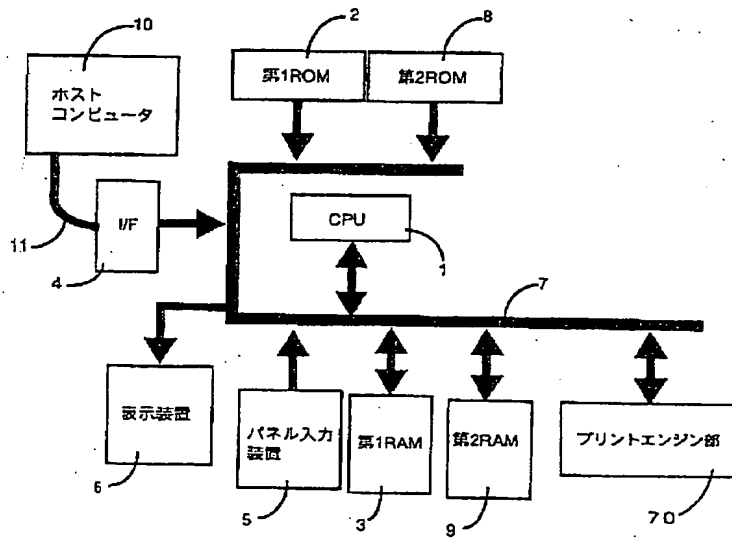 10
2
8
ホスト
コンピュータ
第1ROM
第2ROM
I/F
CPU
11
4
1
7
表示装置
パネル入力
装置
第1RAM
第2RAM
プリントエンジン部
6
5
3
9
70